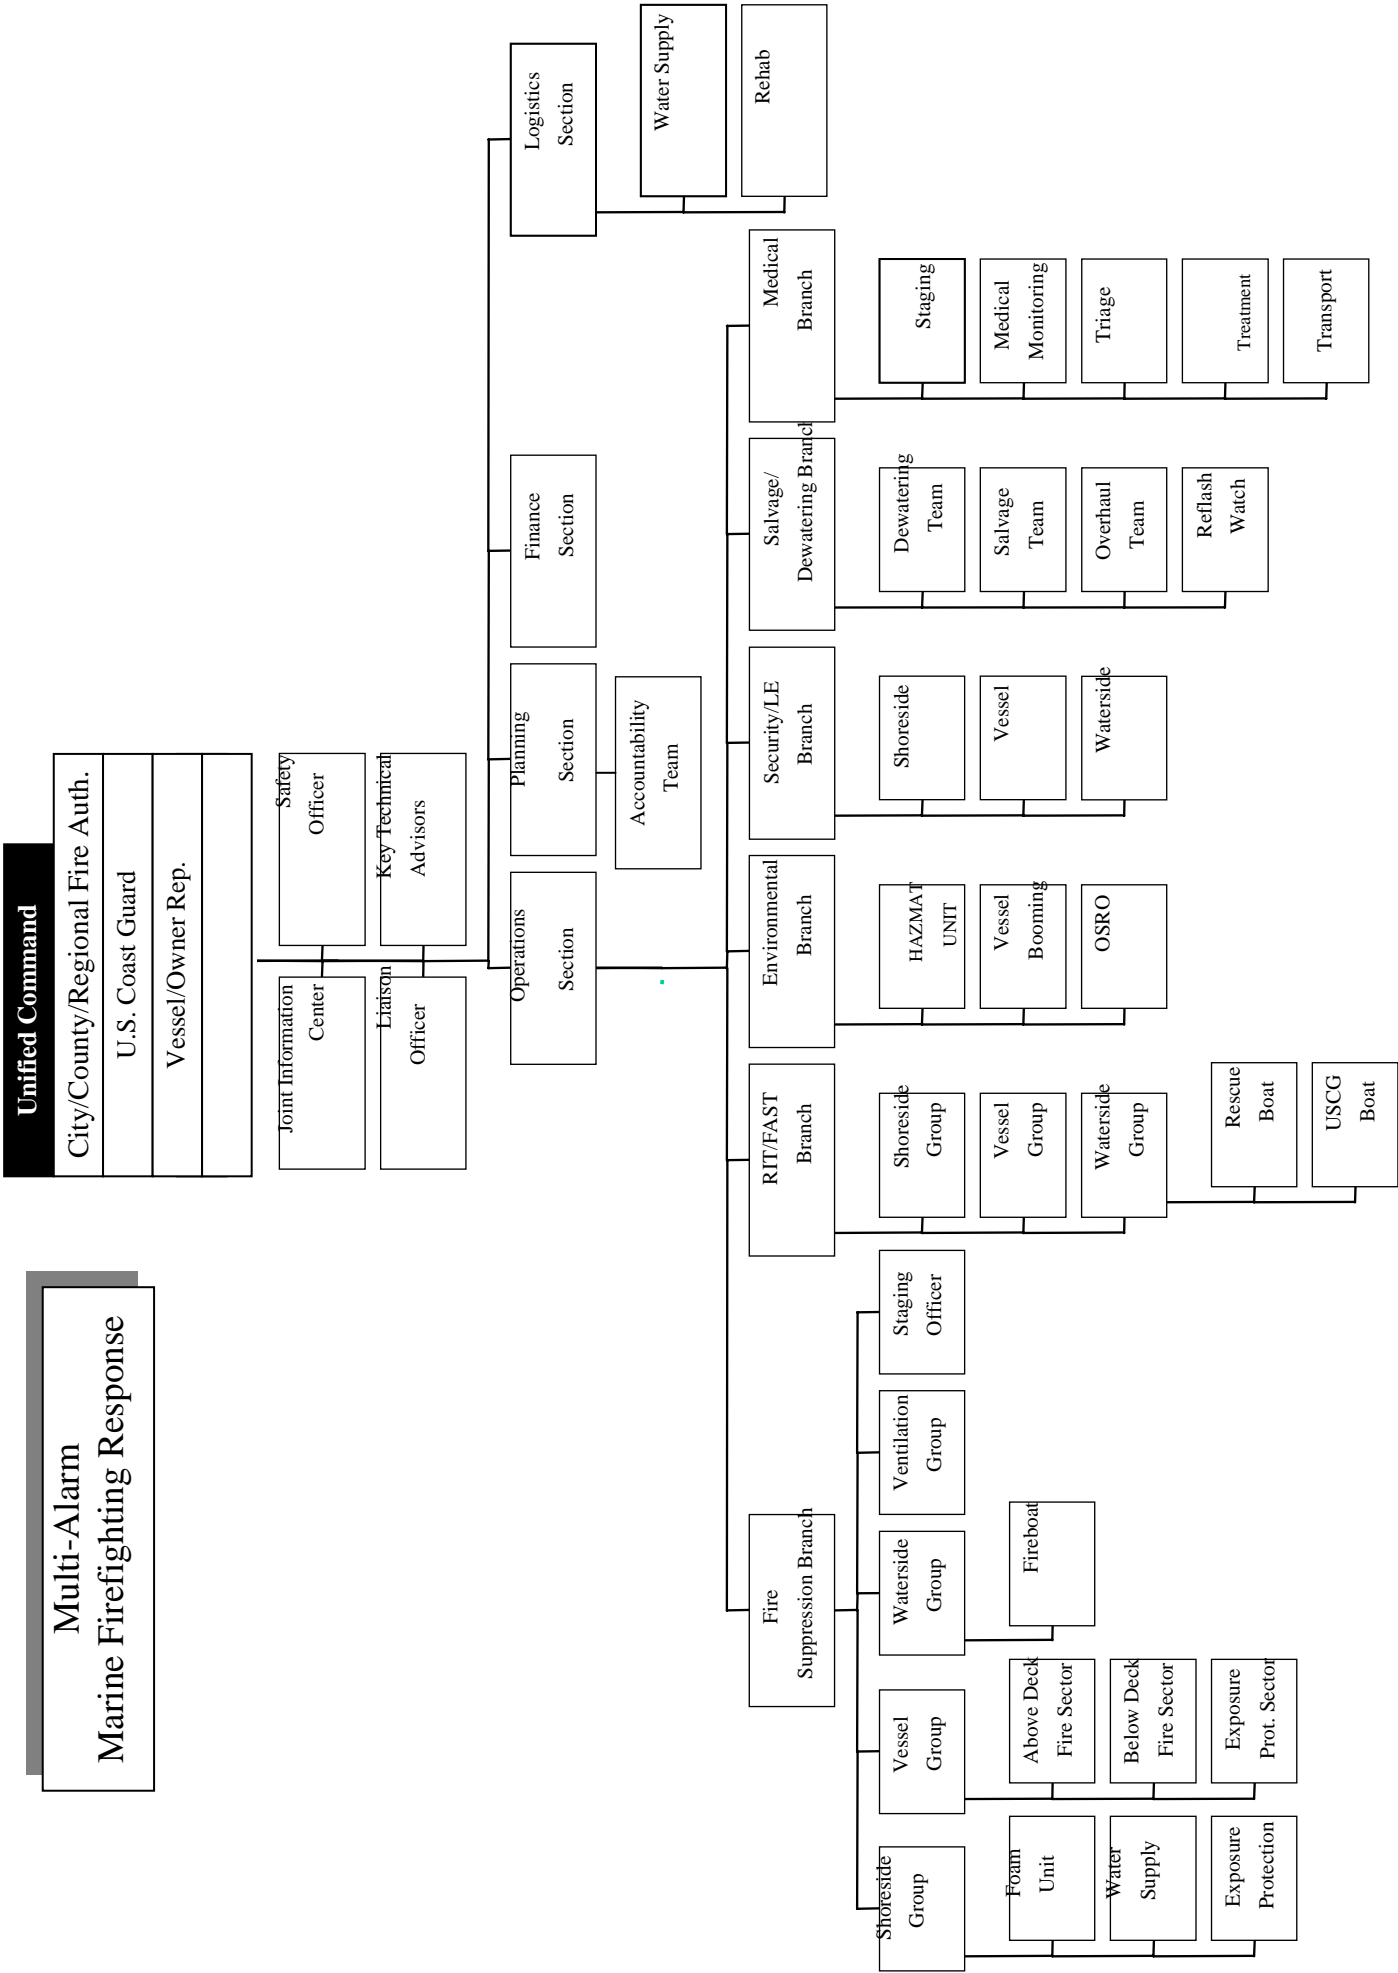 Multi-Alarm
Marine Firefighting Response
Unified Command
City/County/Regional Fire Auth.
U.S. Coast Guard
Vessel/Owner Rep.
Joint Information
Center
Safety
Officer
Liaison
Officer
Key Technical
Advisors
Operations
Section
Planning
Section
Finance
Section
Logistics
Section
Accountability
Team
Water Supply
Rehab
Fire
Suppression Branch
RIT/FAST
Branch
Environmental
Branch
Security/LE
Branch
Salvage/
Dewatering Branch
Medical
Branch
Shoreside
Group
Vessel
Group
Waterside
Group
Ventilation
Group
Staging
Officer
Foam
Unit
Water
Supply
Exposure
Protection
Above Deck
Fire Sector
Below Deck
Fire Sector
Exposure
Prot. Sector
Fireboat
Shoreside
Group
Vessel
Group
Waterside
Group
Rescue
Boat
USCG
Boat
HAZMAT
UNIT
Vessel
Booming
OSRO
Shoreside
Vessel
Waterside
Dewatering
Team
Salvage
Team
Overhaul
Team
Reflash
Watch
Staging
Medical
Monitoring
Triage
Treatment
Transport